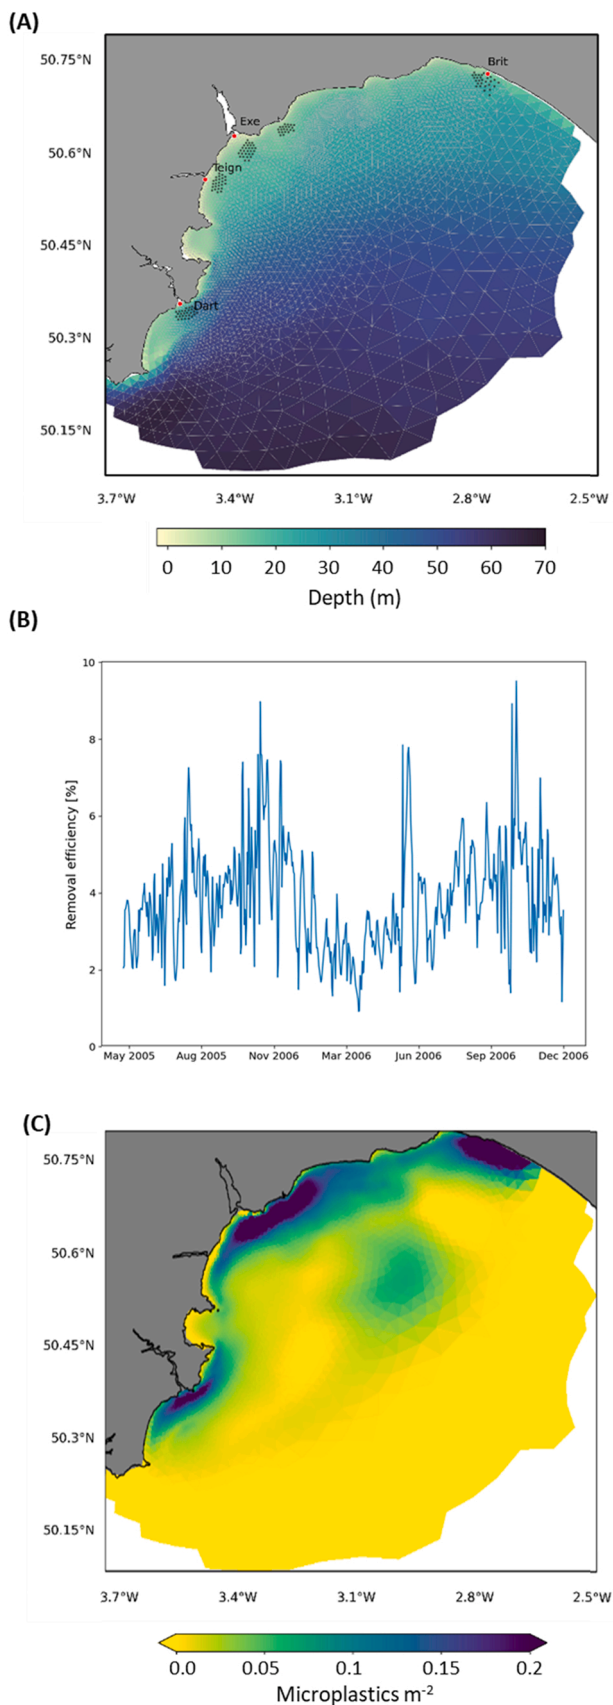 (A)
50.75°N
50.6°N
50.45°N
50.3°N
50.15°N
Brit
Exe
Teign
Dart
3.7°W 3.4°W 3.1°W 2.8°W 2.5°W
0 10 20 30 40 50 60 70
Depth (m)
(B)
Removal efficiency [%]
10
8
6
4
2
0
May 2005 Aug 2005 Nov 2006 Mar 2006 Jun 2006 Sep 2006 Dec 2006
(C)
50.75°N
50.6°N
50.45°N
50.3°N
50.15°N
3.7°W 3.4°W 3.1°W 2.8°W 2.5°W
0.0 0.05 0.1 0.15 0.2
Microplastics m⁻²